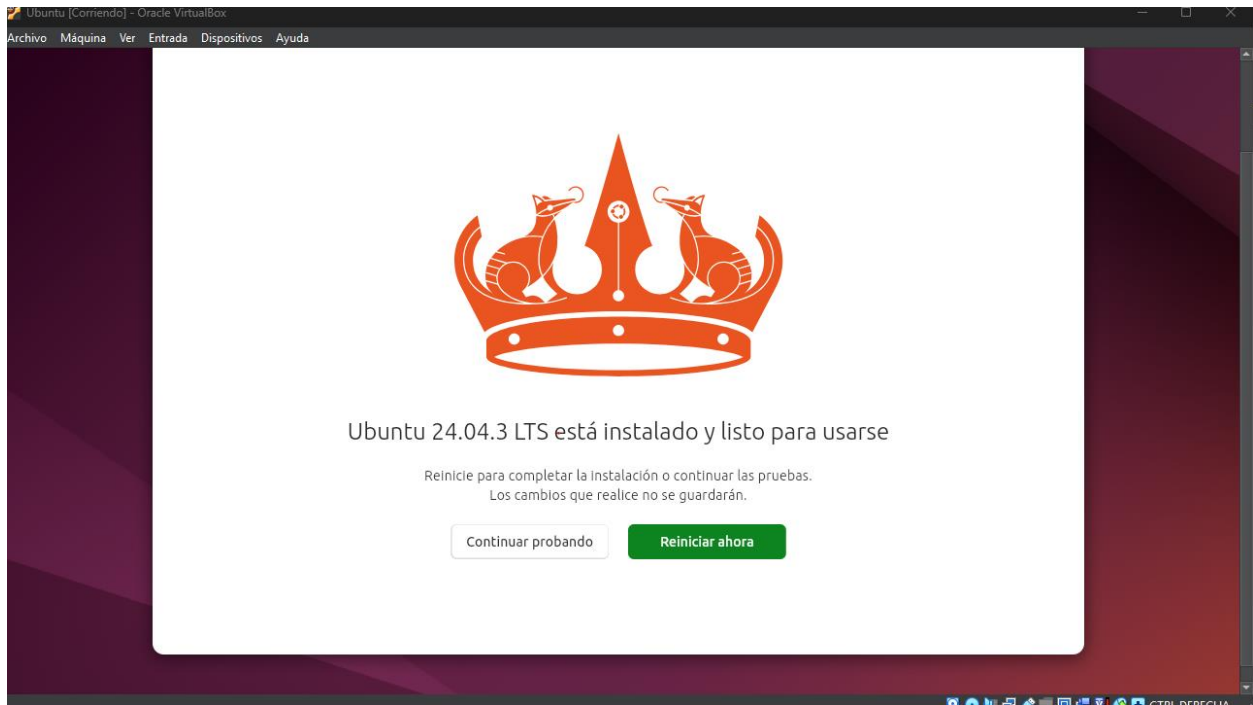 Ubuntu [Corriendo] - Oracle VirtualBox
Archivo Máquina Ver Entrada Dispositivos Ayuda
Ubuntu 24.04.3 LTS está instalado y listo para usarse
Reinicie para completar la instalación o continuar las pruebas.
Los cambios que realice no se guardarán.
Continuar probando Reiniciar ahora
CTRL DERECHA